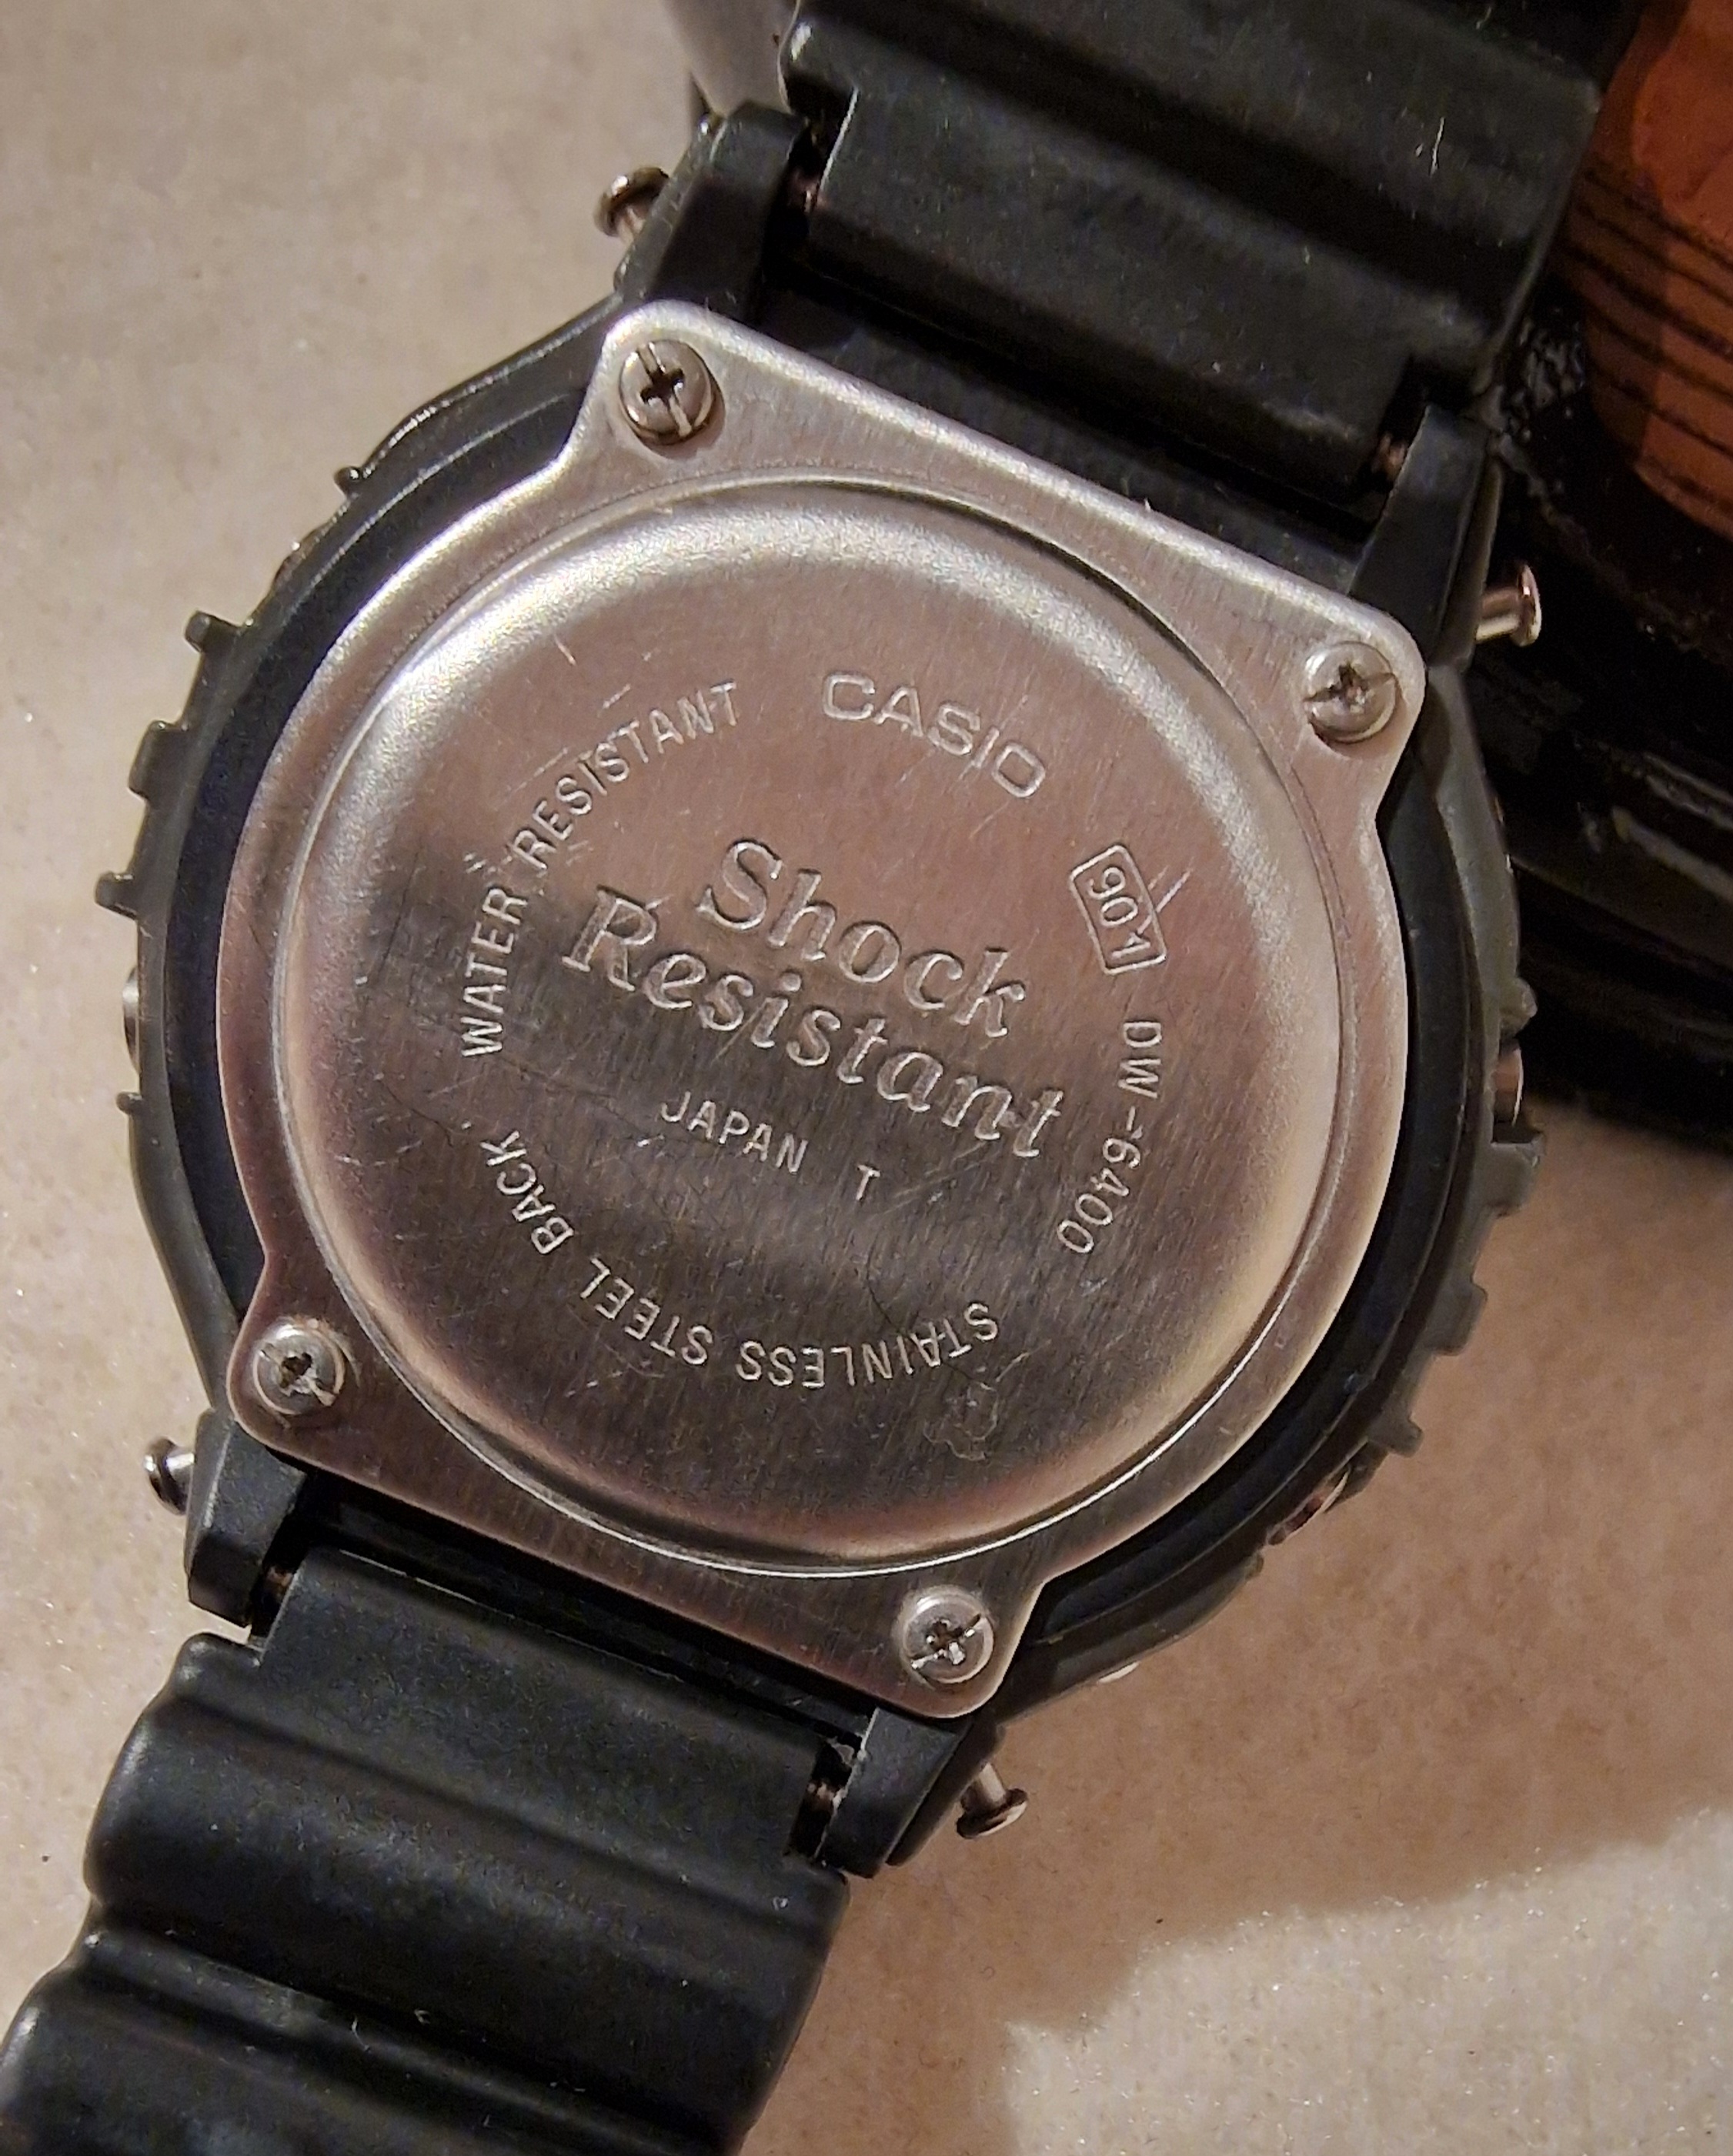 CASIO
901
DW-6400
STAINLESS STEEL BACK
WATER RESISTANT
Shock
Resistant
JAPAN T